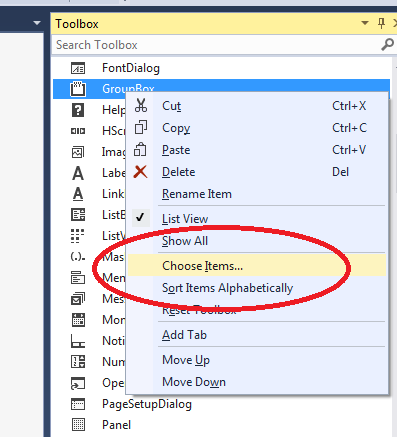 Toolbox
Search Toolbox
FontDialog
GroupBox
Cut Ctrl+X
Help
Copy Ctrl+C
HScr
Paste Ctrl+V
Imag
Delete Del
Labe
Rename Item
Link
List View
ListB
Show All
ListV
Mas
Choose Items...
Men
Sort Items Alphabetically
Mes
Reset Toolbox
Mon
Add Tab
Noti
Move Up
Num
Move Down
Ope
PageSetupDialog
Panel